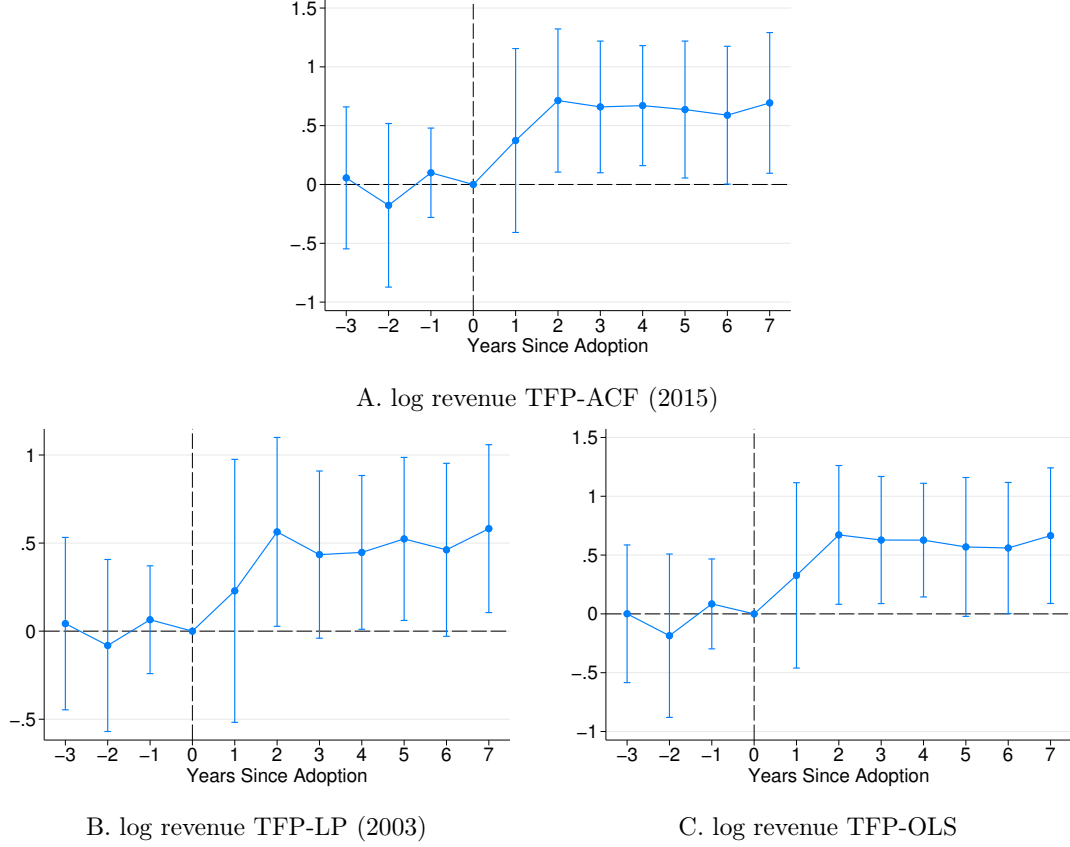 1.5
1
.5
0
−.5
−1
−3 −2 −1 0 1 2 3 4 5 6 7
Years Since Adoption
A. log revenue TFP-ACF (2015)
1
.5
0
−.5
−3 −2 −1 0 1 2 3 4 5 6 7
Years Since Adoption
B. log revenue TFP-LP (2003)
1.5
1
.5
0
−.5
−1
−3 −2 −1 0 1 2 3 4 5 6 7
Years Since Adoption
C. log revenue TFP-OLS